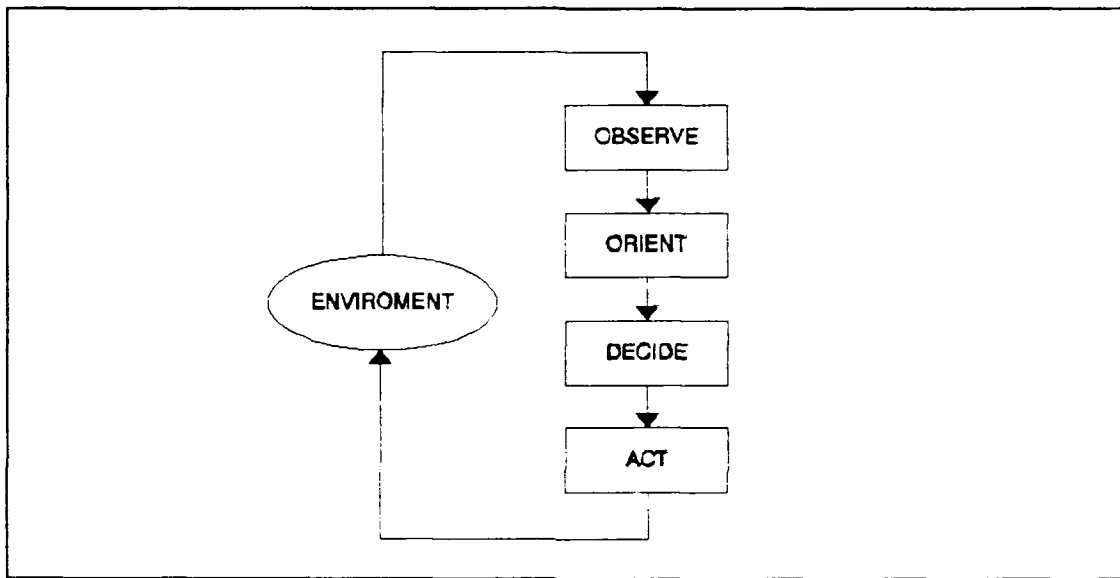 OBSERVE
ORIENT
ENVIROMENT
DECIDE
ACT